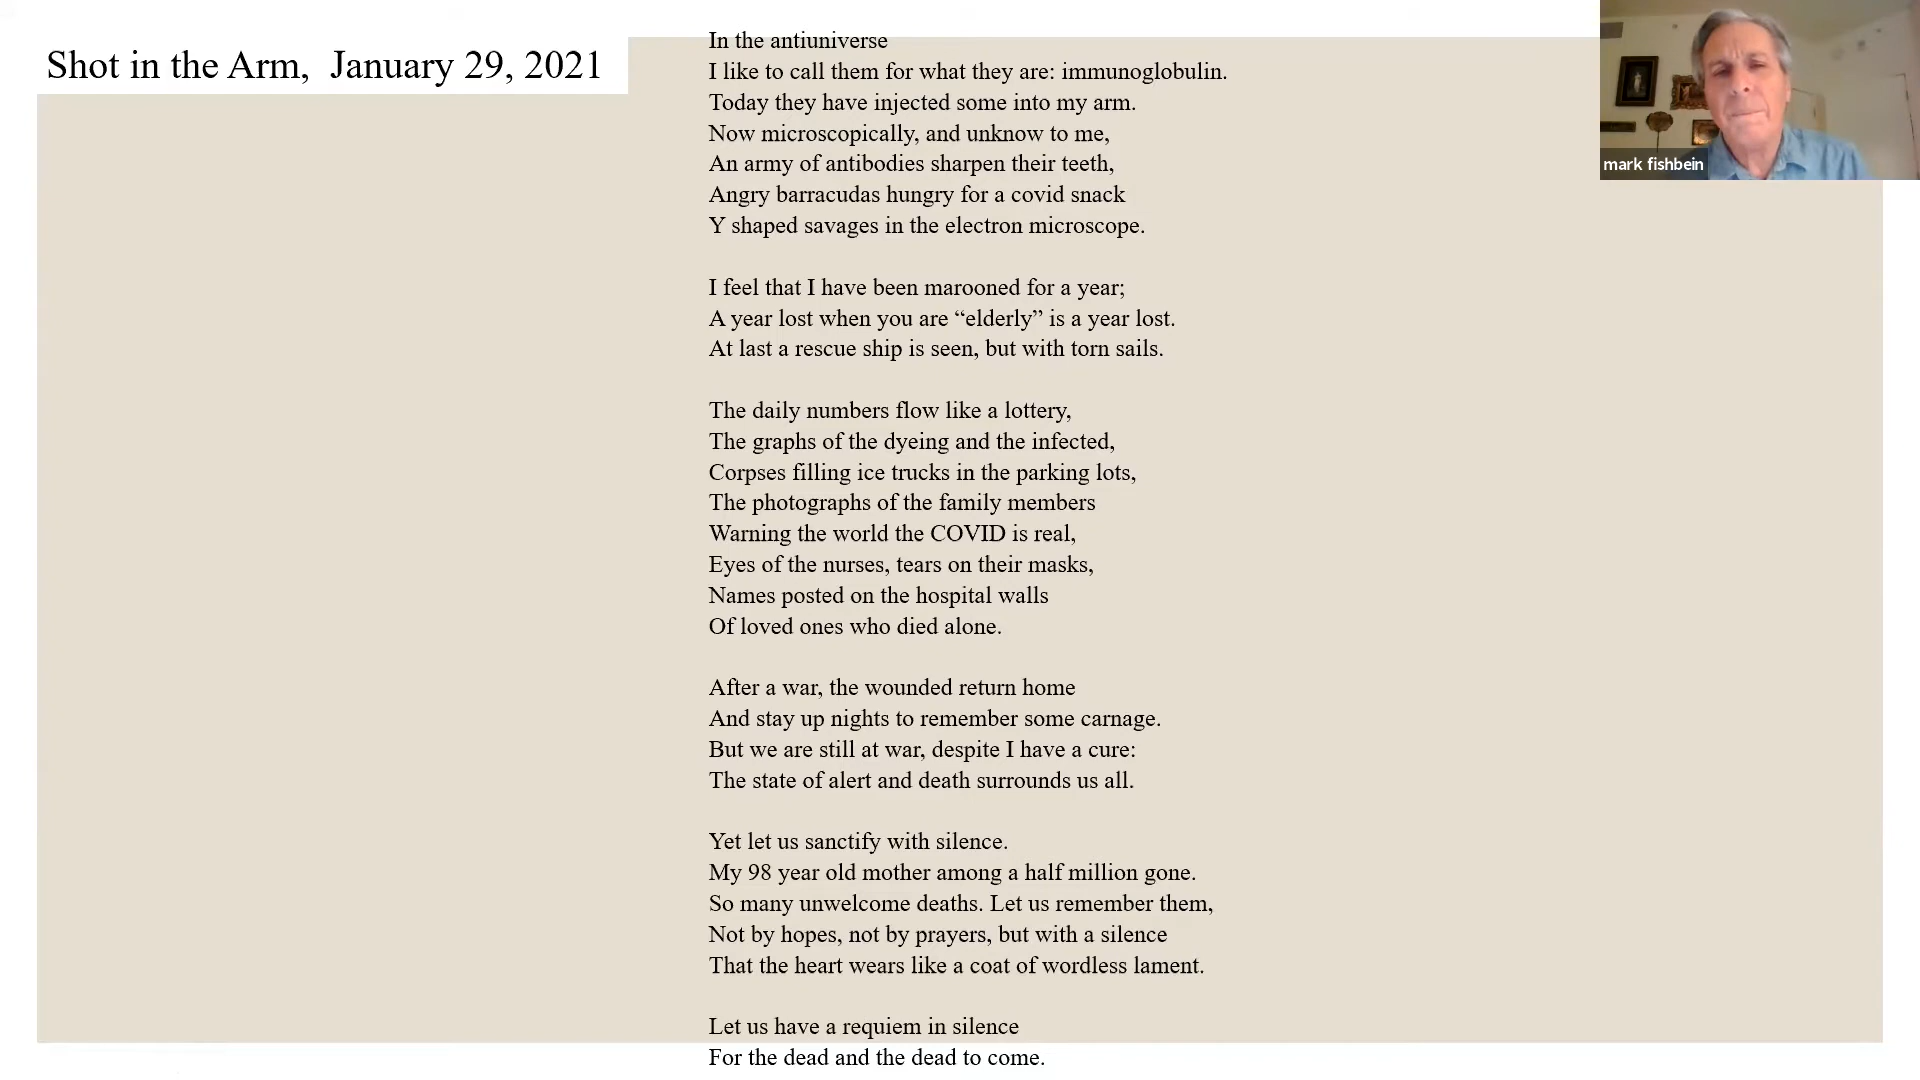 Shot in the Arm,  January 29, 2021
In the antiuniverse
I like to call them for what they are: immunoglobulin.
Today they have injected some into my arm.
Now microscopically, and unknow to me,
An army of antibodies sharpen their teeth,
Angry barracudas hungry for a covid snack
Y shaped savages in the electron microscope.
I feel that I have been marooned for a year;
A year lost when you are “elderly” is a year lost.
At last a rescue ship is seen, but with torn sails.
The daily numbers flow like a lottery,
The graphs of the dyeing and the infected,
Corpses filling ice trucks in the parking lots,
The photographs of the family members
Warning the world the COVID is real,
Eyes of the nurses, tears on their masks,
Names posted on the hospital walls
Of loved ones who died alone.
After a war, the wounded return home
And stay up nights to remember some carnage.
But we are still at war, despite I have a cure:
The state of alert and death surrounds us all.
Yet let us sanctify with silence.
My 98 year old mother among a half million gone.
So many unwelcome deaths. Let us remember them,
Not by hopes, not by prayers, but with a silence
That the heart wears like a coat of wordless lament.
Let us have a requiem in silence
For the dead and the dead to come.
mark fishbein